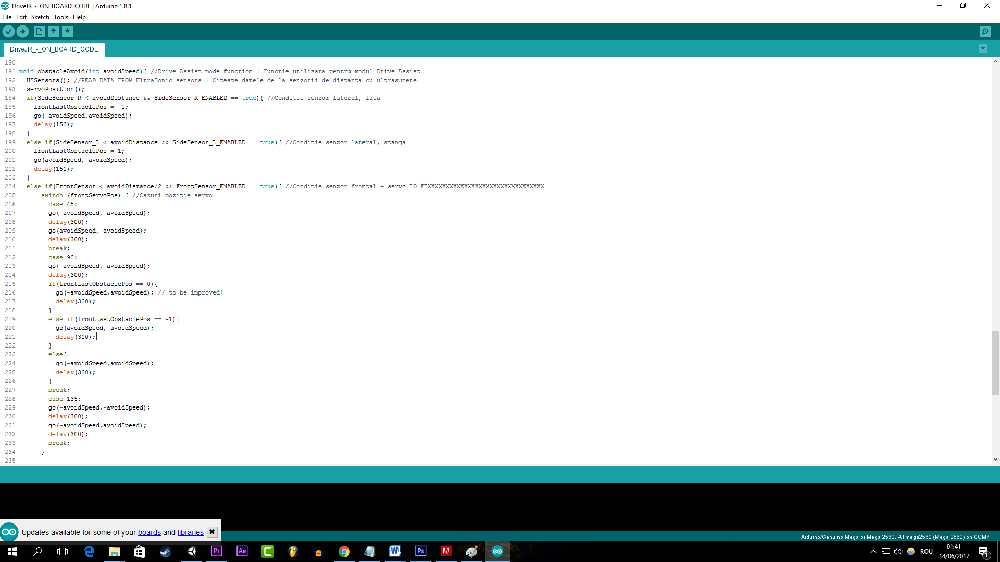 DriveJR_-_ON_BOARD_CODE | Arduino 1.8.1
File Edit Sketch Tools Help
DriveJR_-_ON_BOARD_CODE
190
191 void obstacleAvoid(int avoidSpeed){ //Drive Assist mode function | Functie utilizata pentru modul Drive Assist
192 USSensors(); //READ DATA FROM UltraSonic sensors | Citeste datele de la senzorii de distanta cu ultrasunete
193 servoPosition();
194 if(SideSensor_R < avoidDistance && SideSensor_R_ENABLED == true){ //Conditie senzor lateral, fata
195 frontLastObstaclePos = -1;
196 go(-avoidSpeed,avoidSpeed);
197 delay(150);
198 }
199 else if(SideSensor_L < avoidDistance && SideSensor_L_ENABLED == true){ //Conditie senzor lateral, stanga
200 frontLastObstaclePos = 1;
201 go(avoidSpeed,-avoidSpeed);
202 delay(150);
203 }
204 else if(FrontSensor < avoidDistance/2 && FrontSensor_ENABLED == true){ //Conditie senzor frontal + servo TO FIXXXXXXXXXXXXXXXXXXXXXXXXXXXXXXXX
205 switch (frontServoPos) { //Cazuri pozitie servo
206 case 45:
207 go(-avoidSpeed,-avoidSpeed);
208 delay(300);
209 go(avoidSpeed,-avoidSpeed);
210 delay(300);
211 break;
212 case 90:
213 go(-avoidSpeed,-avoidSpeed);
214 delay(300);
215 if(frontLastObstaclePos == 0){
216 go(-avoidSpeed,avoidSpeed); // to be improved#
217 delay(300);
218 }
219 else if(frontLastObstaclePos == -1){
220 go(avoidSpeed,-avoidSpeed);
221 delay(300);
222 }
223 else{
224 go(-avoidSpeed,avoidSpeed);
225 delay(300);
226 }
227 break;
228 case 135:
229 go(-avoidSpeed,-avoidSpeed);
230 delay(300);
231 go(-avoidSpeed,avoidSpeed);
232 delay(300);
233 break;
234 }
235
Updates available for some of your boards and libraries
Arduino/Genuino Mega or Mega 2560, ATmega2560 (Mega 2560) on COM7
Pr Ae C W Ps
ROU
01:41
14/06/2017
1